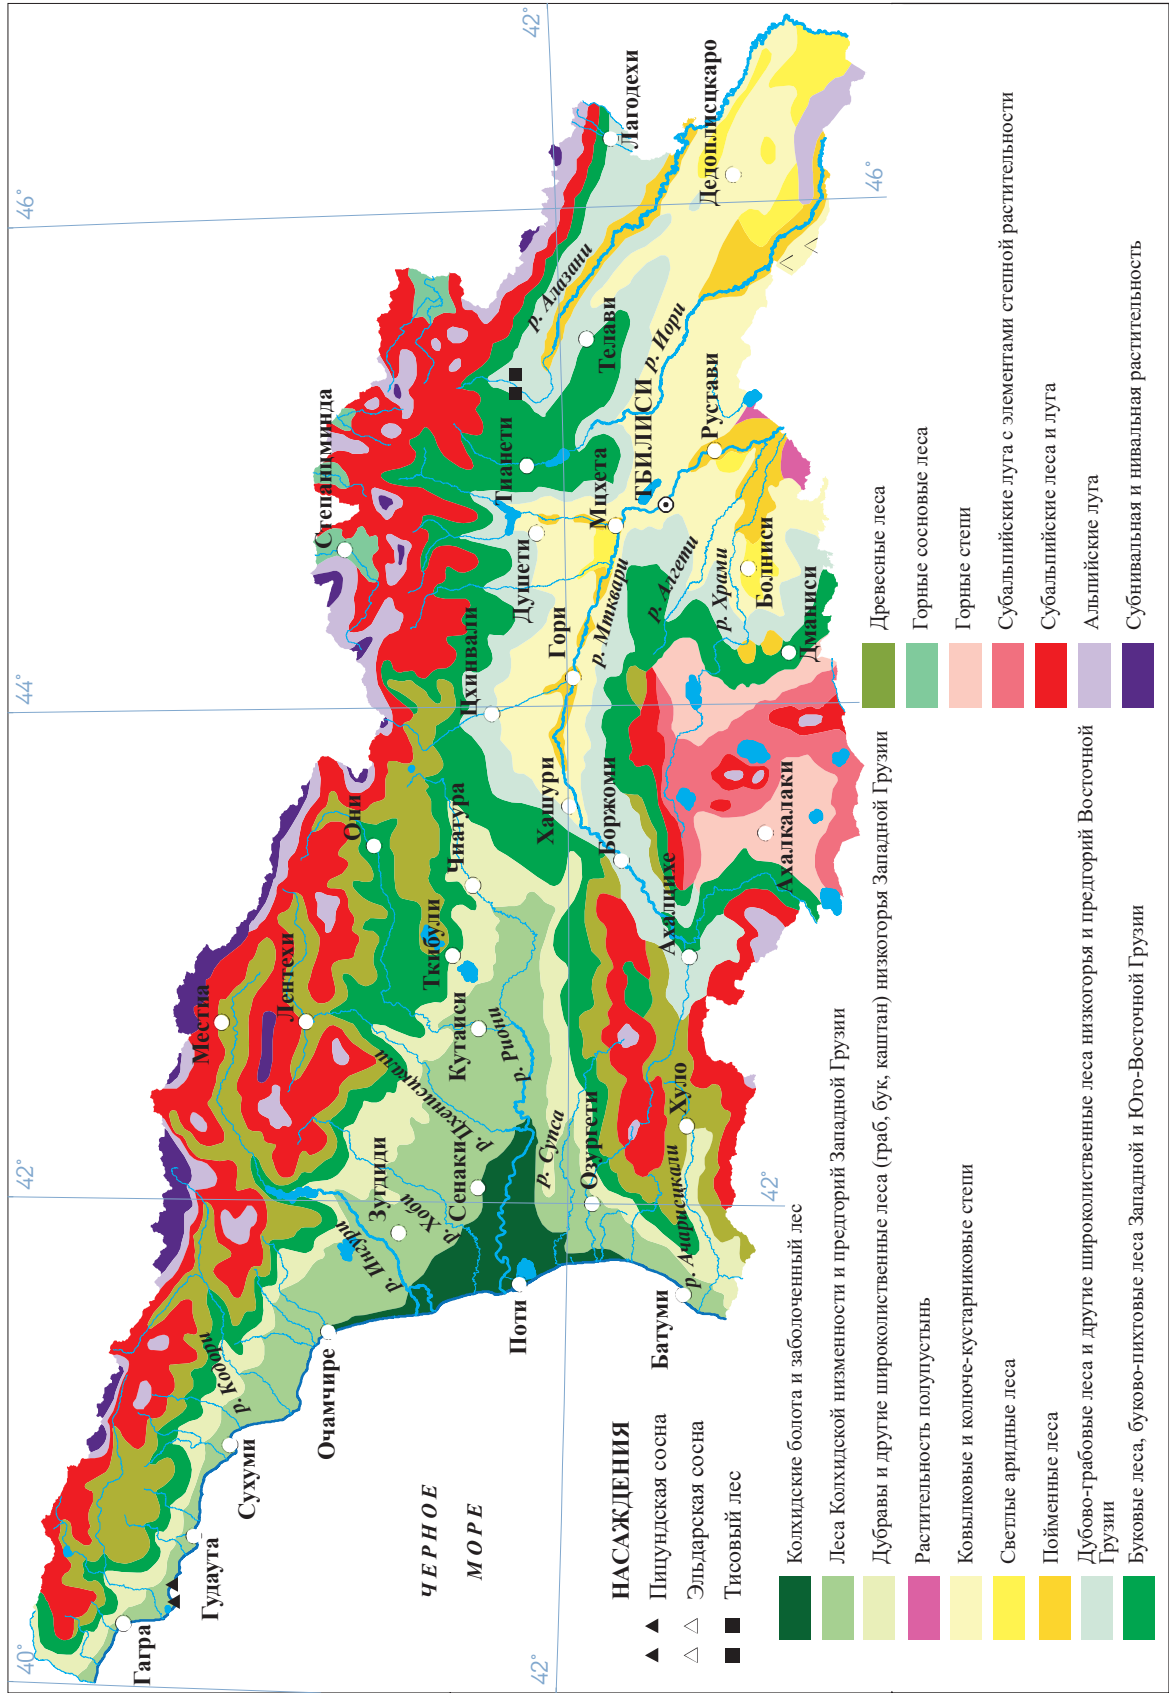 40°
42°
44°
46°
42°
42°
42°
46°
Гагра
Гудаута
Сухуми
р. Кодори
Очамчире
Местиа
Лентехи
Они
Степанцминда
р. Ингури
Зугдиди
р. Хоби
Сенаки
р. Цхенисцкали
Кутаиси
Ткибули
Чиатура
Цхинвали
Душети
Тианети
р. Алазани
Лагодехи
Поти
р. Риони
р. Супса
Озургети
Хашури
Гори
р. Мтквари
Мцхета
ТБИЛИСИ
Телави
р. Иори
Батуми
р. Ачарисцкали
Хуло
Ахалцихе
Боржоми
р. Алгети
р. Храми
Рустави
Дедоплисцкаро
Ахалкалаки
Дманиси
Болниси
ЧЕРНОЕ
МОРЕ
НАСАЖДЕНИЯ
Пицундская сосна
Эльдарская сосна
Тисовый лес
Колхидские болота и заболоченный лес
Леса Колхидской низменности и предгорий Западной Грузии
Дубравы и другие широколиственные леса (граб, бук, каштан) низкогорья Западной Грузии
Растительность полупустынь
Ковылковые и колюче-кустарниковые степи
Светлые аридные леса
Пойменные леса
Дубово-грабовые леса и другие широколиственные леса низкогорья и предгорий Восточной
Грузии
Буковые леса, буково-пихтовые леса Западной и Юго-Восточной Грузии
Древесные леса
Горные сосновые леса
Горные степи
Субальпийские луга с элементами степной растительности
Субальпийские леса и луга
Альпийские луга
Субнивальная и нивальная растительность